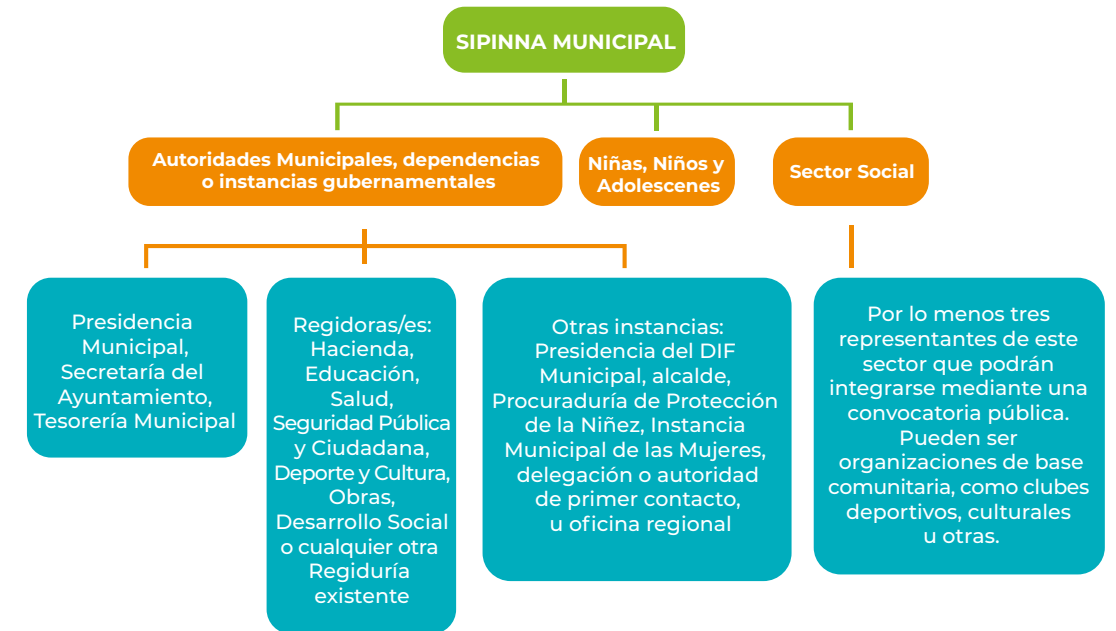 SIPINNA MUNICIPAL
Autoridades Municipales, dependencias
o instancias gubernamentales
Niñas, Niños y
Adolescenes
Sector Social
Presidencia
Municipal,
Secretaría del
Ayuntamiento,
Tesorería Municipal
Regidoras/es:
Hacienda,
Educación,
Salud,
Seguridad Pública
y Ciudadana,
Deporte y Cultura,
Obras,
Desarrollo Social
o cualquier otra
Regiduría
existente
Otras instancias:
Presidencia del DIF
Municipal, alcalde,
Procuraduría de Protección
de la Niñez, Instancia
Municipal de las Mujeres,
delegación o autoridad
de primer contacto,
u oficina regional
Por lo menos tres
representantes de este
sector que podrán
integrarse mediante una
convocatoria pública.
Pueden ser
organizaciones de base
comunitaria, como clubes
deportivos, culturales
u otras.